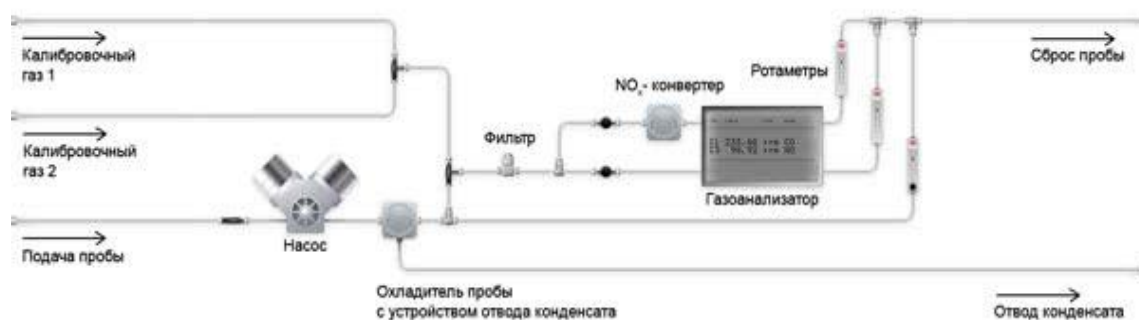 Калибровочный
газ 1
Калибровочный
газ 2
Подача пробы
Насос
Охладитель пробы
с устройством отвода конденсата
Фильтр
NOx- конвертер
Газоанализатор
Ротаметры
Сброс пробы
Отвод конденсата